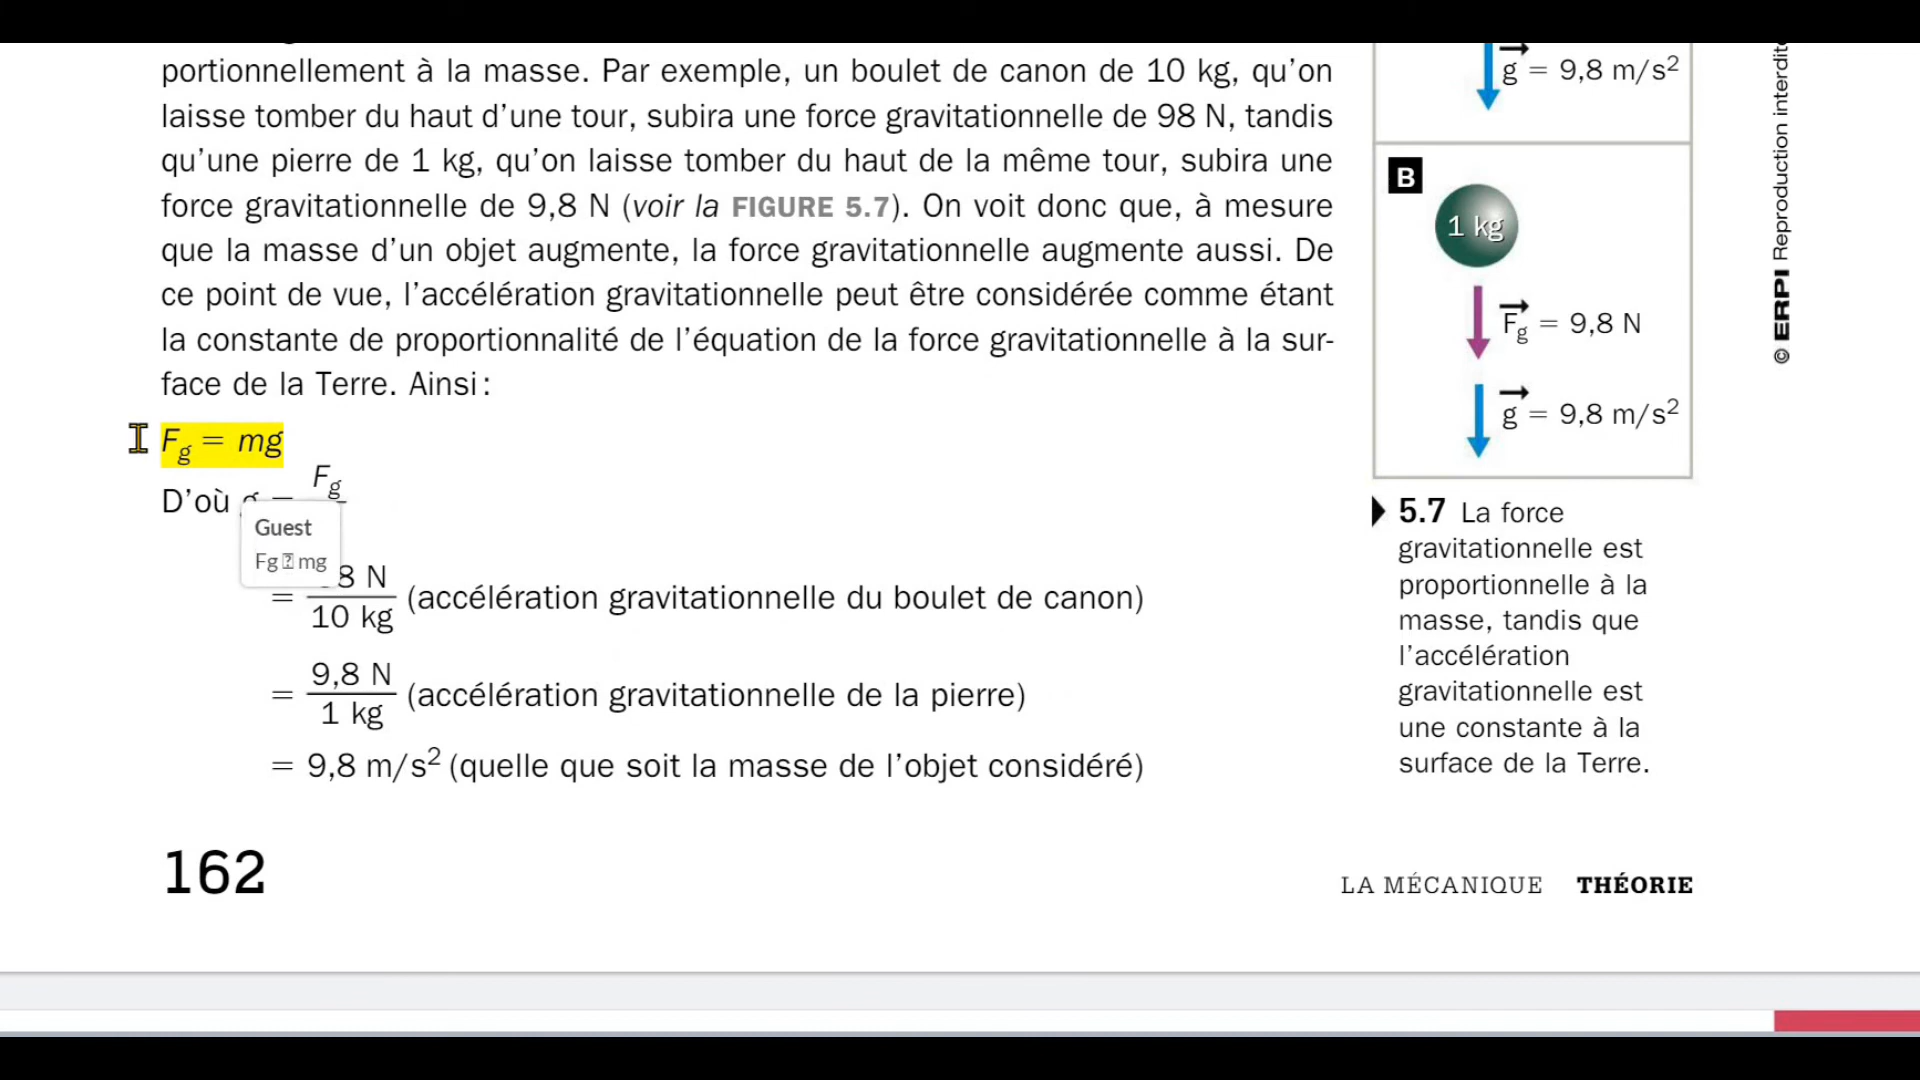 portionnellement à la masse. Par exemple, un boulet de canon de 10 kg, qu'on
laisse tomber du haut d'une tour, subira une force gravitationnelle de 98 N, tandis
qu'une pierre de 1 kg, qu'on laisse tomber du haut de la même tour, subira une
force gravitationnelle de 9,8 N (voir la FIGURE 5.7). On voit donc que, à mesure
que la masse d'un objet augmente, la force gravitationnelle augmente aussi. De
ce point de vue, l'accélération gravitationnelle peut être considérée comme étant
la constante de proportionnalité de l'équation de la force gravitationnelle à la sur-
face de la Terre. Ainsi :
Fg = mg
D'où g = Fg
Guest
Fg mg
8 N
= 10 kg (accélération gravitationnelle du boulet de canon)
= 9,8 N / 1 kg (accélération gravitationnelle de la pierre)
= 9,8 m/s² (quelle que soit la masse de l'objet considéré)
162
g = 9,8 m/s²
B
1 kg
Fg = 9,8 N
g = 9,8 m/s²
5.7 La force
gravitationnelle est
proportionnelle à la
masse, tandis que
l'accélération
gravitationnelle est
une constante à la
surface de la Terre.
LA MÉCANIQUE THÉORIE
© ERPI Reproduction interdite